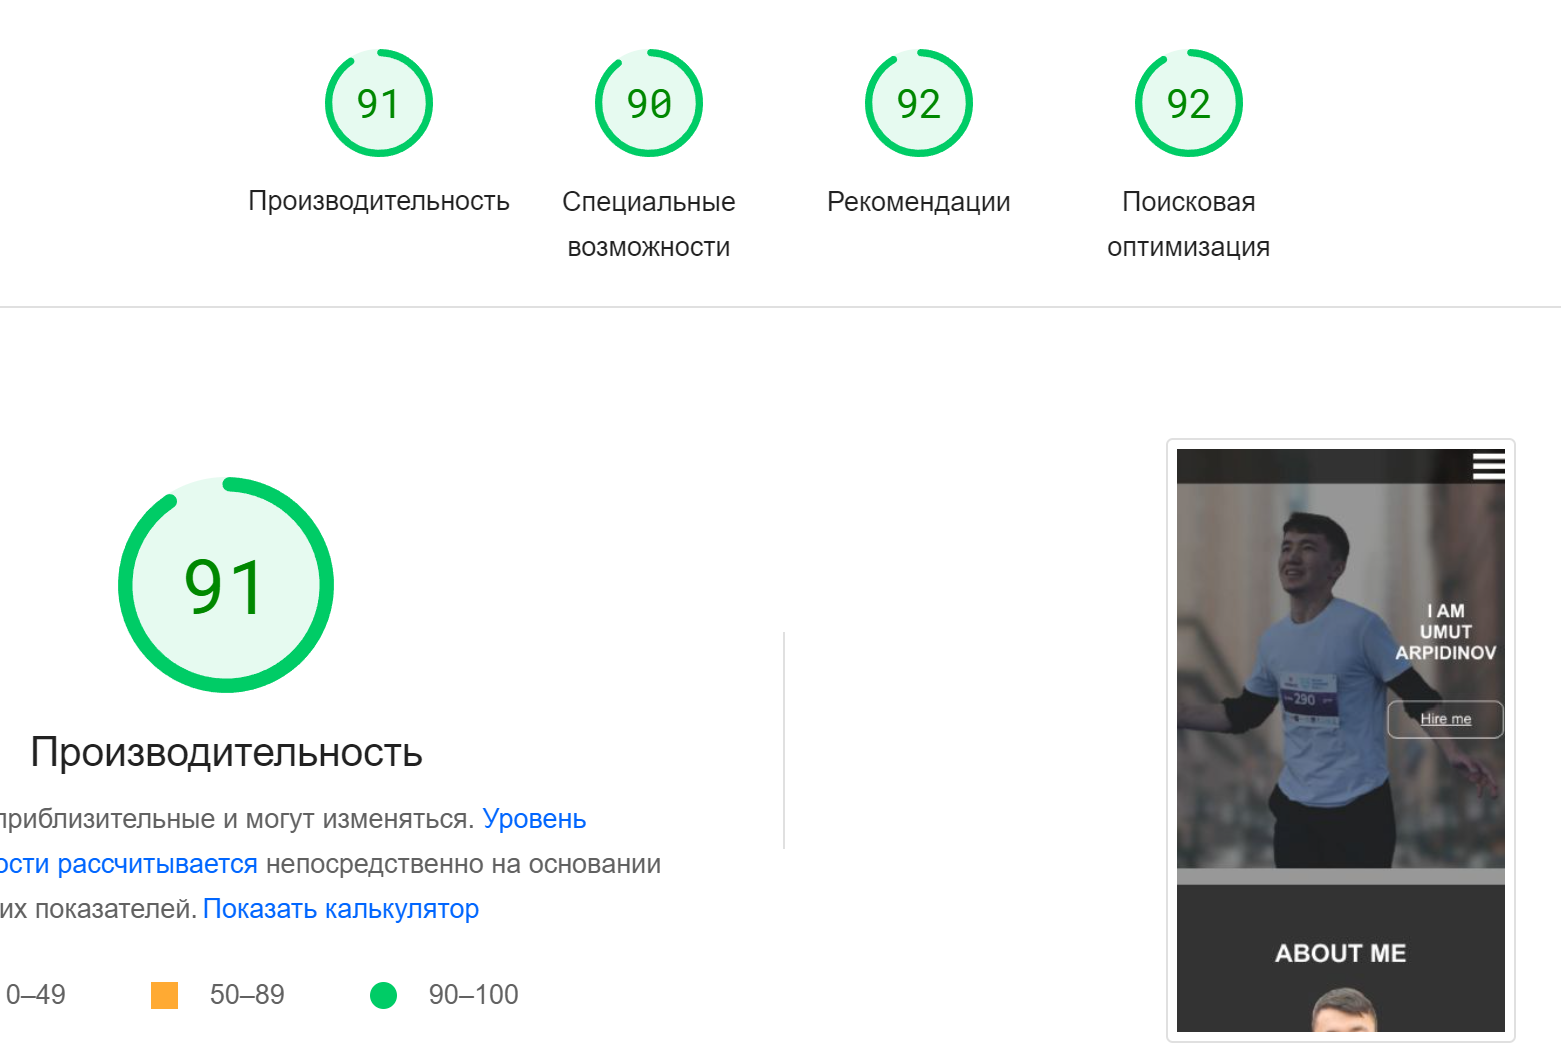 91
90
92
92
Производительность
Специальные
возможности
Рекомендации
Поисковая
оптимизация
91
Производительность
приблизительные и могут изменяться. Уровень
ости рассчитывается непосредственно на основании
их показателей. Показать калькулятор
0–49
50–89
90–100
I AM
UMUT
ARPIDINOV
290
Hire me
ABOUT ME